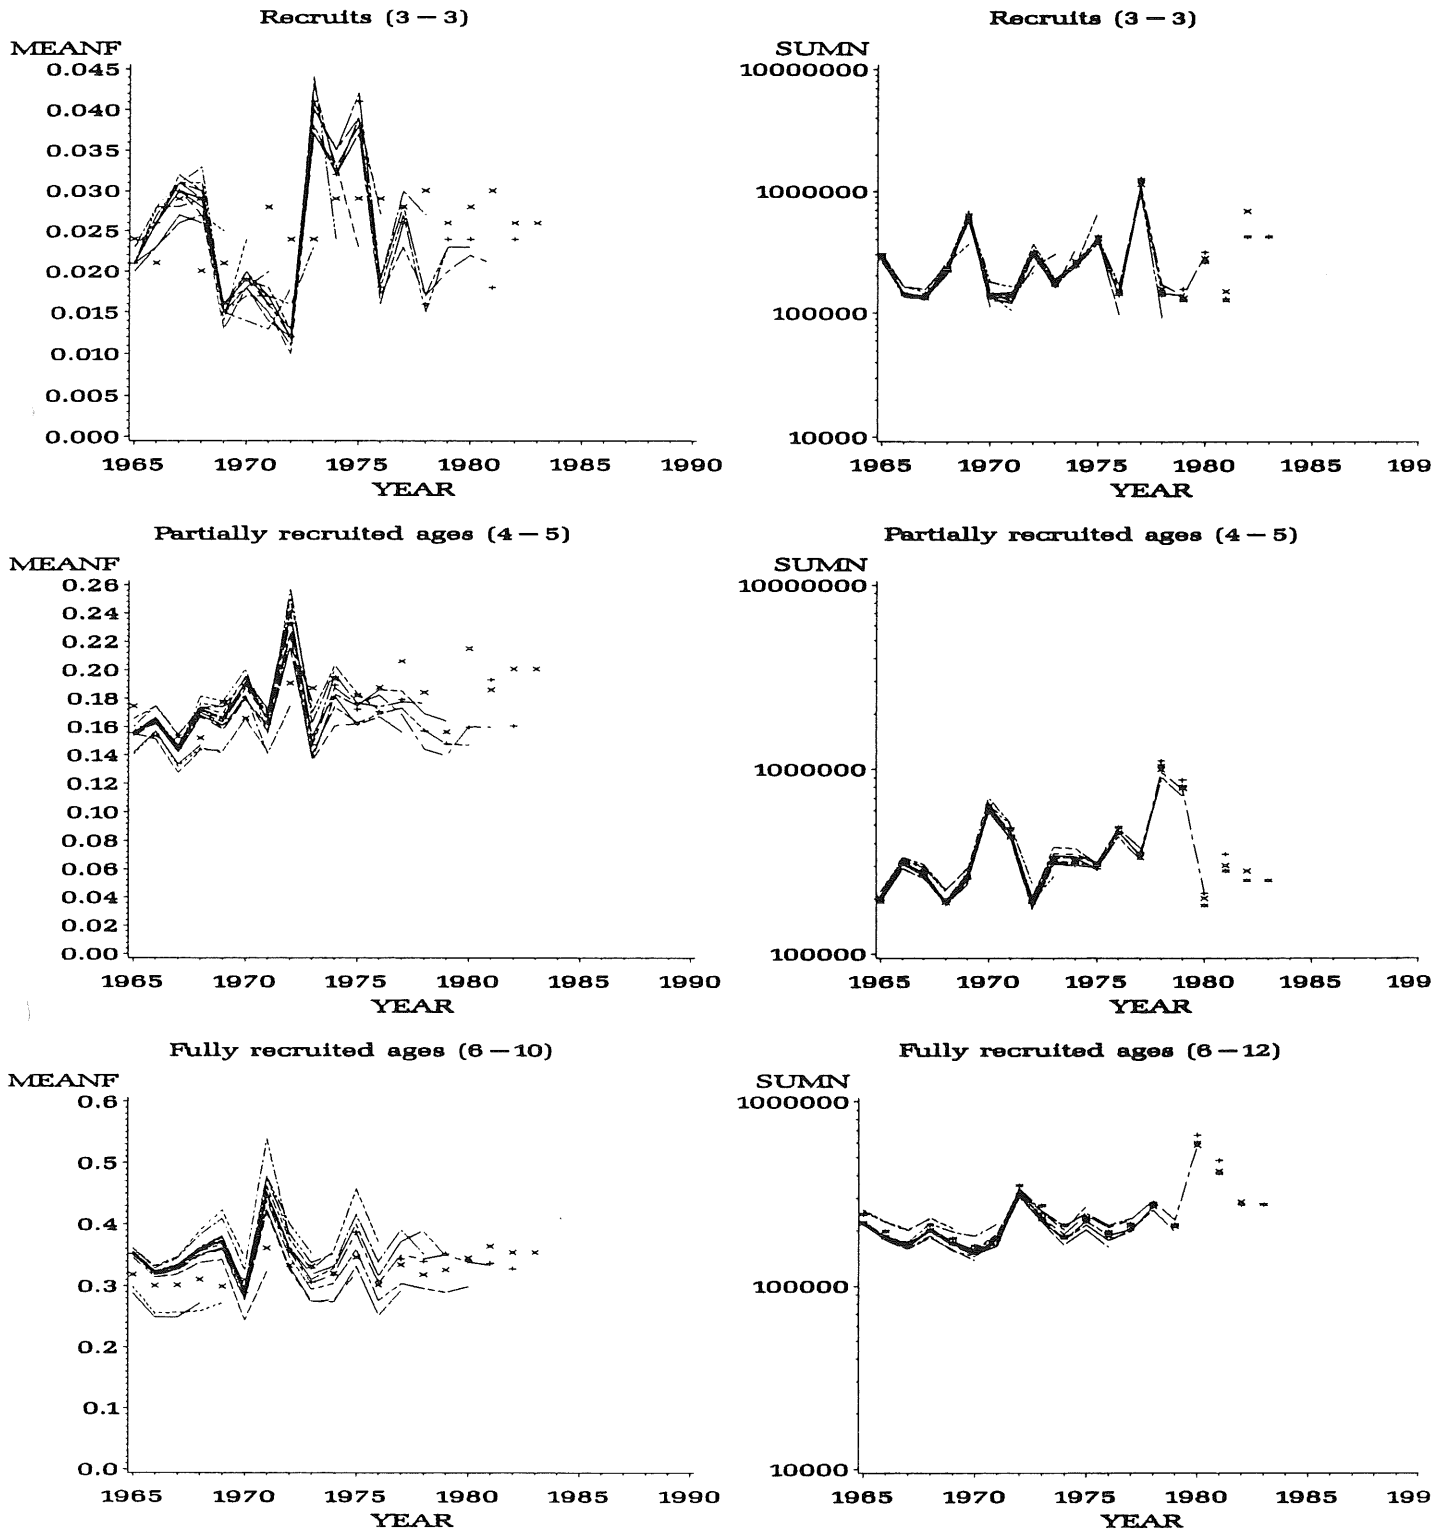 Recruits (3 – 3)
MEANF
0.045
0.040
0.035
0.030
0.025
0.020
0.015
0.010
0.005
0.000
1965 1970 1975 1980 1985 1990
YEAR
Recruits (3 – 3)
SUMN
10000000
1000000
100000
10000
1965 1970 1975 1980 1985 199
YEAR
Partially recruited ages (4 – 5)
MEANF
0.26
0.24
0.22
0.20
0.18
0.16
0.14
0.12
0.10
0.08
0.06
0.04
0.02
0.00
1965 1970 1975 1980 1985 1990
YEAR
Partially recruited ages (4 – 5)
SUMN
10000000
1000000
100000
1965 1970 1975 1980 1985 199
YEAR
Fully recruited ages (6 – 10)
MEANF
0.6
0.5
0.4
0.3
0.2
0.1
0.0
1965 1970 1975 1980 1985 1990
YEAR
Fully recruited ages (6 – 12)
SUMN
1000000
100000
10000
1965 1970 1975 1980 1985 199
YEAR